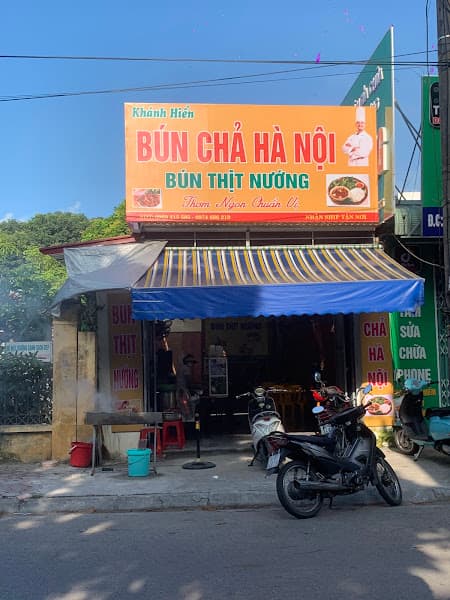 Khánh Hiền
BÚN CHẢ HÀ NỘI
BÚN THỊT NƯỚNG
Thơm Ngon Chuẩn Vị
NHẬN SHIP TẬN NƠI
BÚN
THỊT
NƯỚNG
CHẢ
HÀ
NỘI
SỬA
CHỮA
PHONE
Đ.C